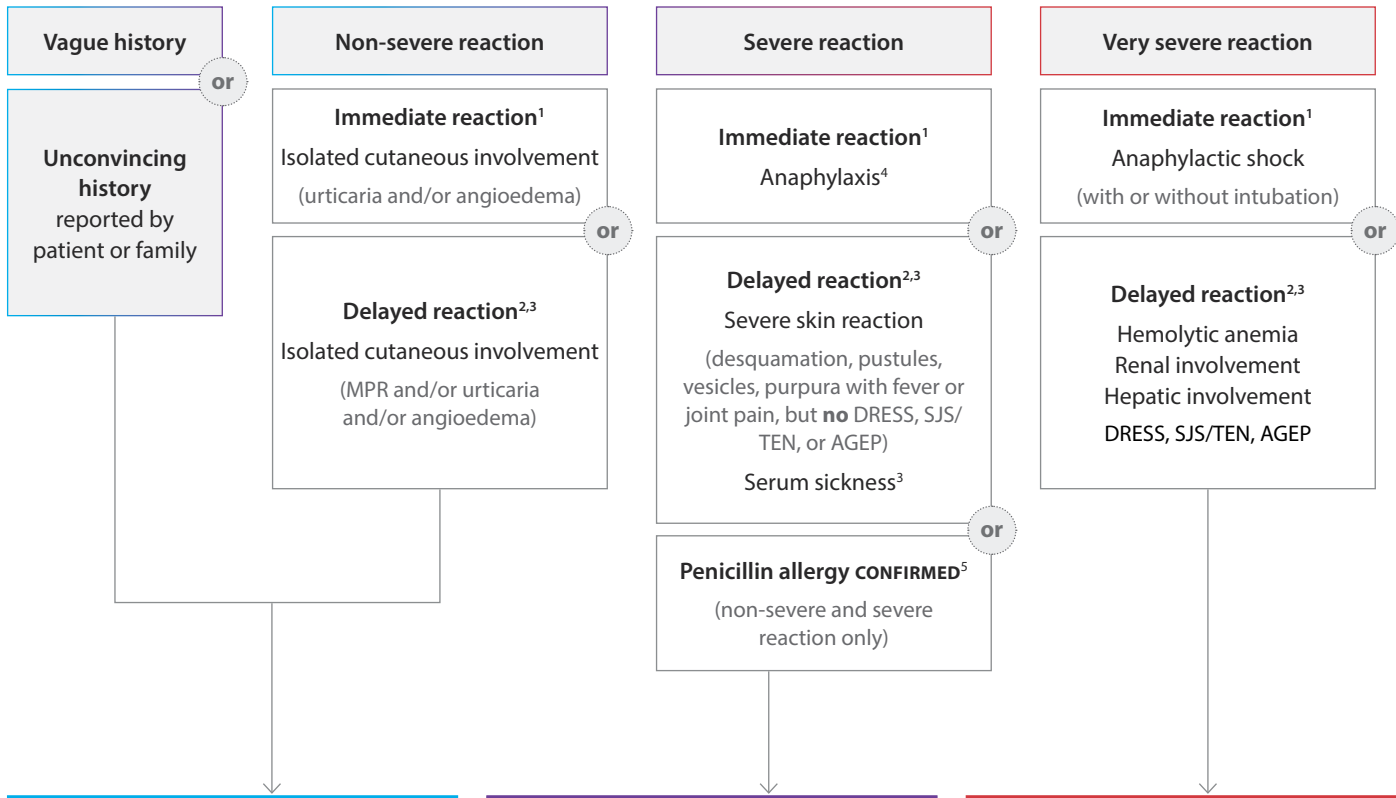 Vague history
or
Unconvincing
history
reported by
patient or family
Non-severe reaction
Immediate reaction¹
Isolated cutaneous involvement
(urticaria and/or angioedema)
or
Delayed reaction²,³
Isolated cutaneous involvement
(MPR and/or urticaria
and/or angioedema)
Severe reaction
Immediate reaction¹
Anaphylaxis⁴
or
Delayed reaction²,³
Severe skin reaction
(desquamation, pustules,
vesicles, purpura with fever or
joint pain, but no DRESS, SJS/
TEN, or AGEP)
Serum sickness³
or
Penicillin allergy CONFIRMED⁵
(non-severe and severe
reaction only)
Very severe reaction
Immediate reaction¹
Anaphylactic shock
(with or without intubation)
or
Delayed reaction²,³
Hemolytic anemia
Renal involvement
Hepatic involvement
DRESS, SJS/TEN, AGEP